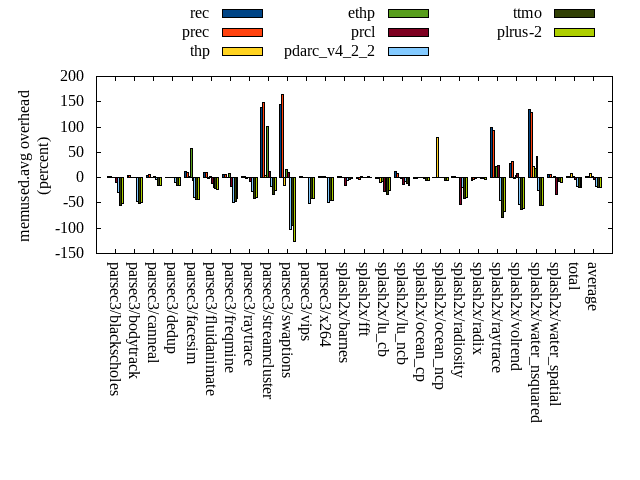 rec ethp ttmo
prec prcl plrus-2
thp pdarc_v4_2_2
memused.avg overhead
(percent)
200
150
100
50
0
-50
-100
-150
parsec3/blackscholes
parsec3/bodytrack
parsec3/canneal
parsec3/dedup
parsec3/facesim
parsec3/fluidanimate
parsec3/freqmine
parsec3/raytrace
parsec3/streamcluster
parsec3/swaptions
parsec3/vips
parsec3/x264
splash2x/barnes
splash2x/fft
splash2x/lu_cb
splash2x/lu_ncb
splash2x/ocean_cp
splash2x/ocean_ncp
splash2x/radiosity
splash2x/radix
splash2x/raytrace
splash2x/volrend
splash2x/water_nsquared
splash2x/water_spatial
total
average